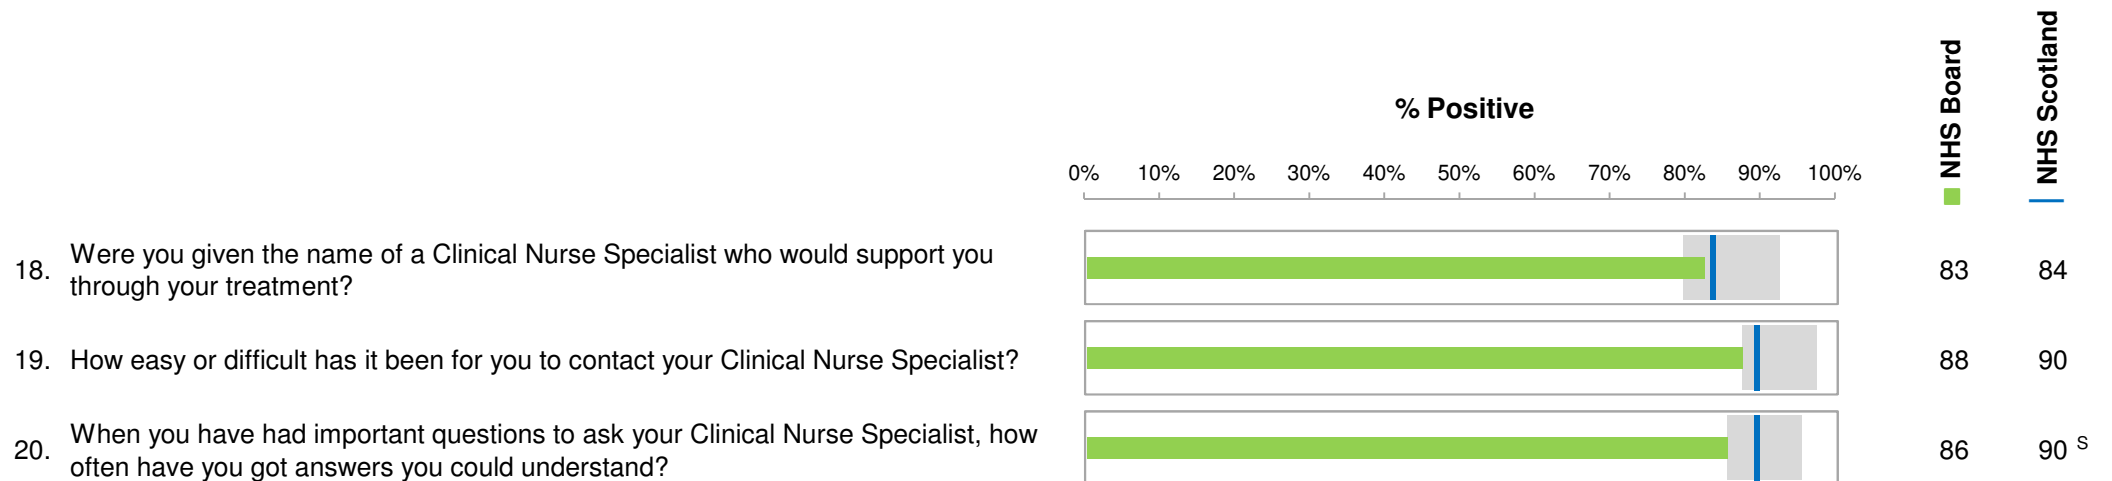 % Positive
NHS Board
NHS Scotland
0% 10% 20% 30% 40% 50% 60% 70% 80% 90% 100%
18. Were you given the name of a Clinical Nurse Specialist who would support you
through your treatment?
83 84
19. How easy or difficult has it been for you to contact your Clinical Nurse Specialist? 88 90
20. When you have had important questions to ask your Clinical Nurse Specialist, how
often have you got answers you could understand?
86 90 S